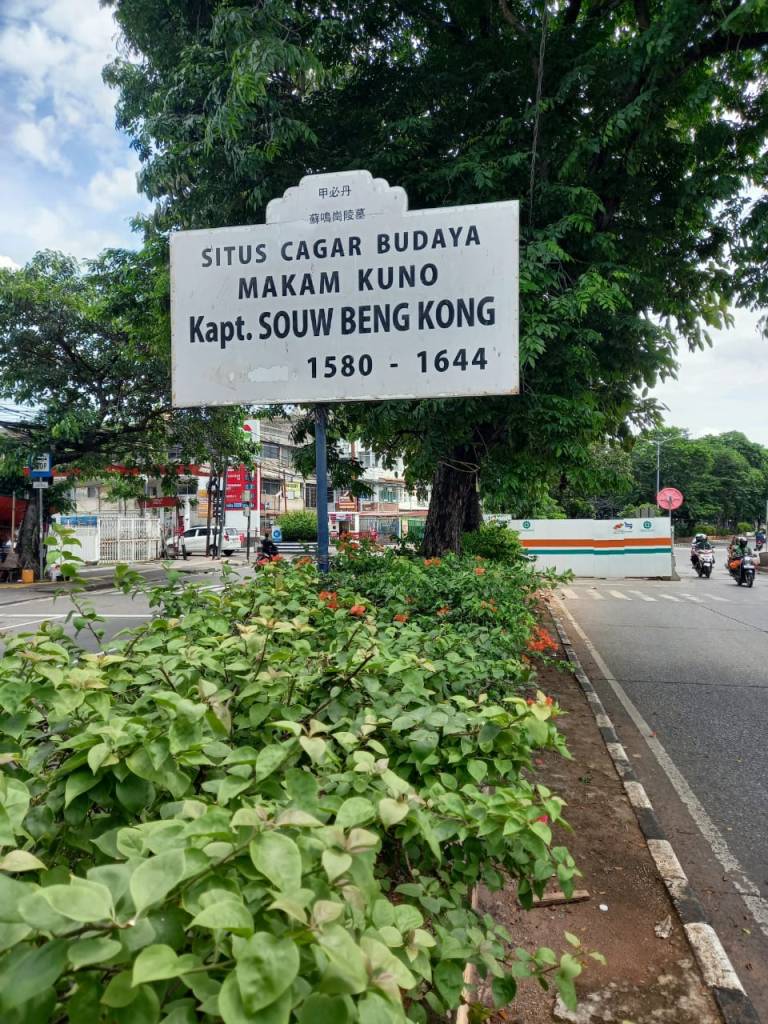 甲必丹
蘇鳴崗陵墓
SITUS CAGAR BUDAYA
MAKAM KUNO
Kapt. SOUW BENG KONG
1580 - 1644